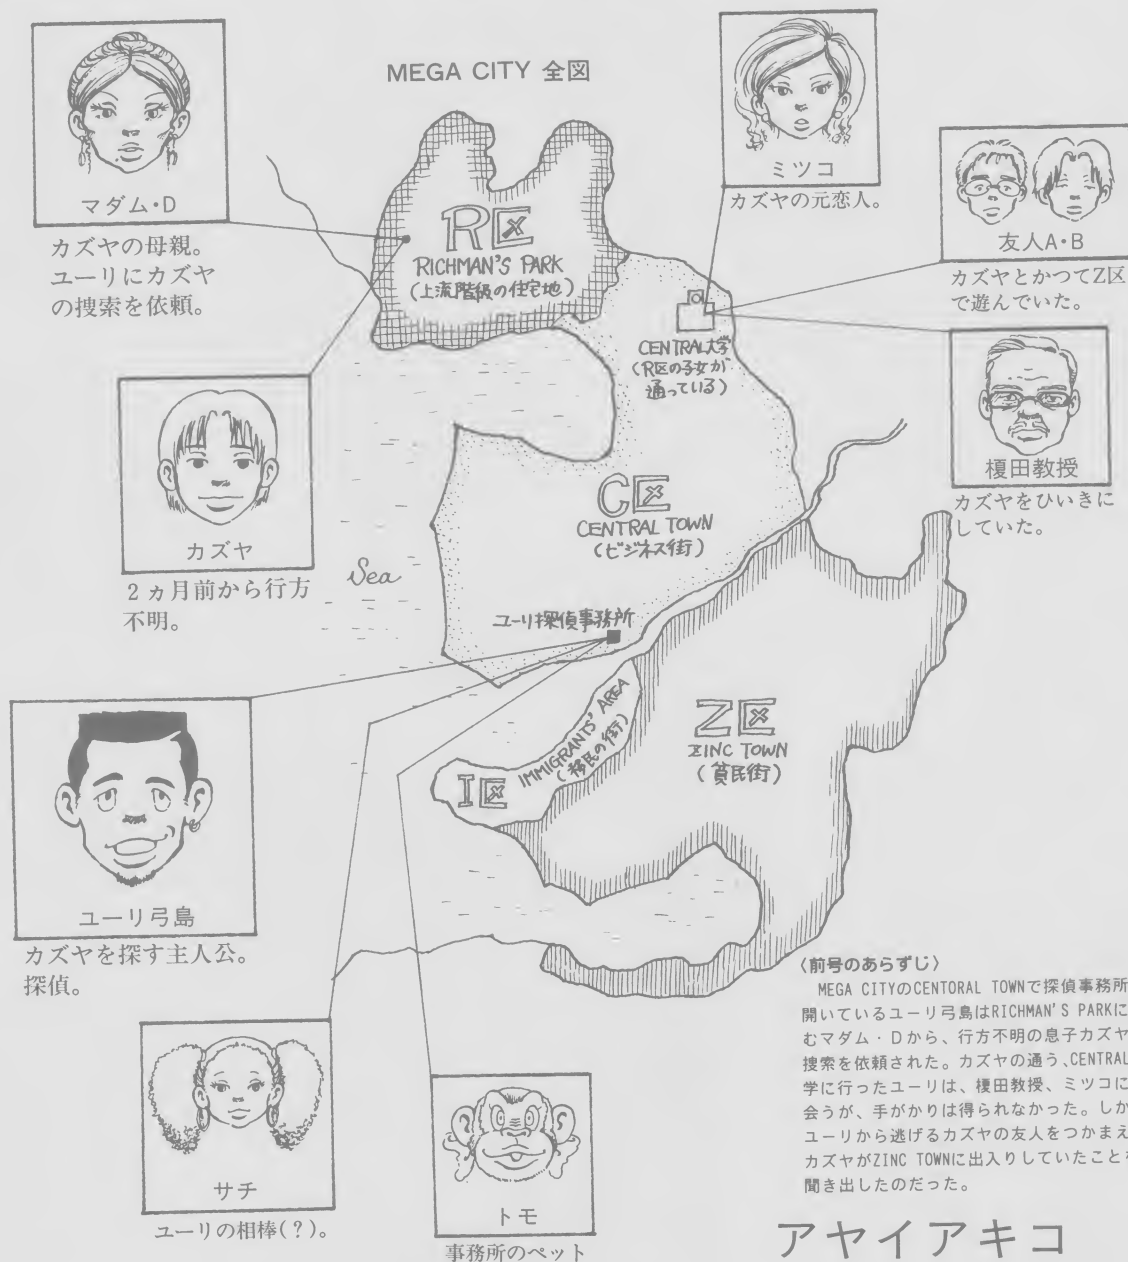 MEGA CITY 全図
マダム・D
カズヤの母親。
ユーリにカズヤ
の捜索を依頼。
ミツコ
カズヤの元恋人。
友人A・B
カズヤとかつてZ区
で遊んでいた。
榎田教授
カズヤをひいきに
していた。
R区
RICHMAN'S PARK
(上流階級の住宅地)
CENTRAL大学
(R区の子女が
通っている)
カズヤ
2ヵ月前から行方
不明。
C区
CENTRAL TOWN
(ビジネス街)
Sea
ユーリ探偵事務所
Z区
ZINC TOWN
(貧民街)
I区
IMMIGRANTS' AREA
(移民の街)
ユーリ弓島
カズヤを探す主人公。
探偵。
サチ
ユーリの相棒(?)。
トモ
事務所のペット
〈前号のあらすじ〉
MEGA CITYのCENTORAL TOWNで探偵事務所
開いているユーリ弓島はRICHMAN'S PARKに
むマダム・Dから、行方不明の息子カズヤ
捜索を依頼された。カズヤの通う、CENTRAL
学に行ったユーリは、榎田教授、ミツコに
会うが、手がかりは得られなかった。しか
ユーリから逃げるカズヤの友人をつかまえ
カズヤがZINC TOWNに出入りしていたことを
聞き出したのだった。
アヤイアキコ